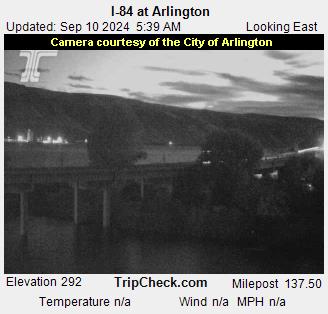 I-84 at Arlington
Updated: Sep 10 2024 5:39 AM Looking East
Camera courtesy of the City of Arlington
Elevation 292 TripCheck.com Milepost 137.50
Temperature n/a Wind n/a MPH n/a